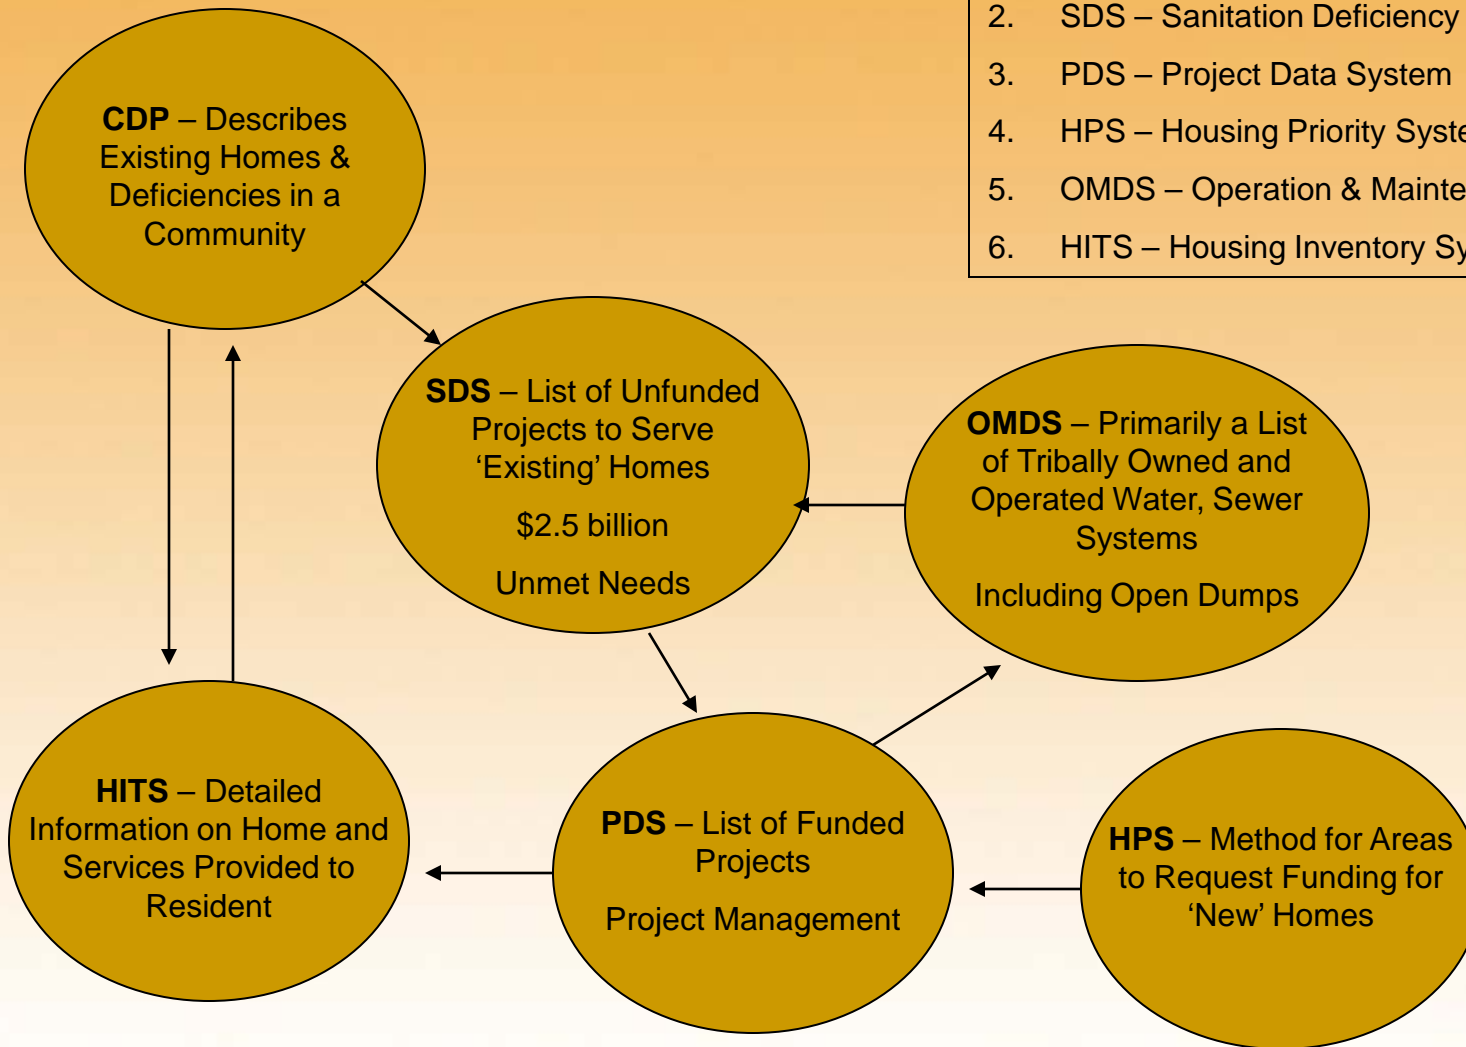 2. SDS – Sanitation Deficiency
3. PDS – Project Data System
4. HPS – Housing Priority
5. OMDS – Operation &
6. HITS – Housing Inventory
CDP – Describes
Existing Homes &
Deficiencies in a
Community
SDS – List of Unfunded
Projects to Serve
‘Existing’ Homes
$2.5 billion
Unmet Needs
OMDS – Primarily a List
of Tribally Owned and
Operated Water, Sewer
Systems
Including Open Dumps
HITS – Detailed
Information on Home and
Services Provided to
Resident
PDS – List of Funded
Projects
Project Management
HPS – Method for Areas
to Request Funding for
‘New’ Homes